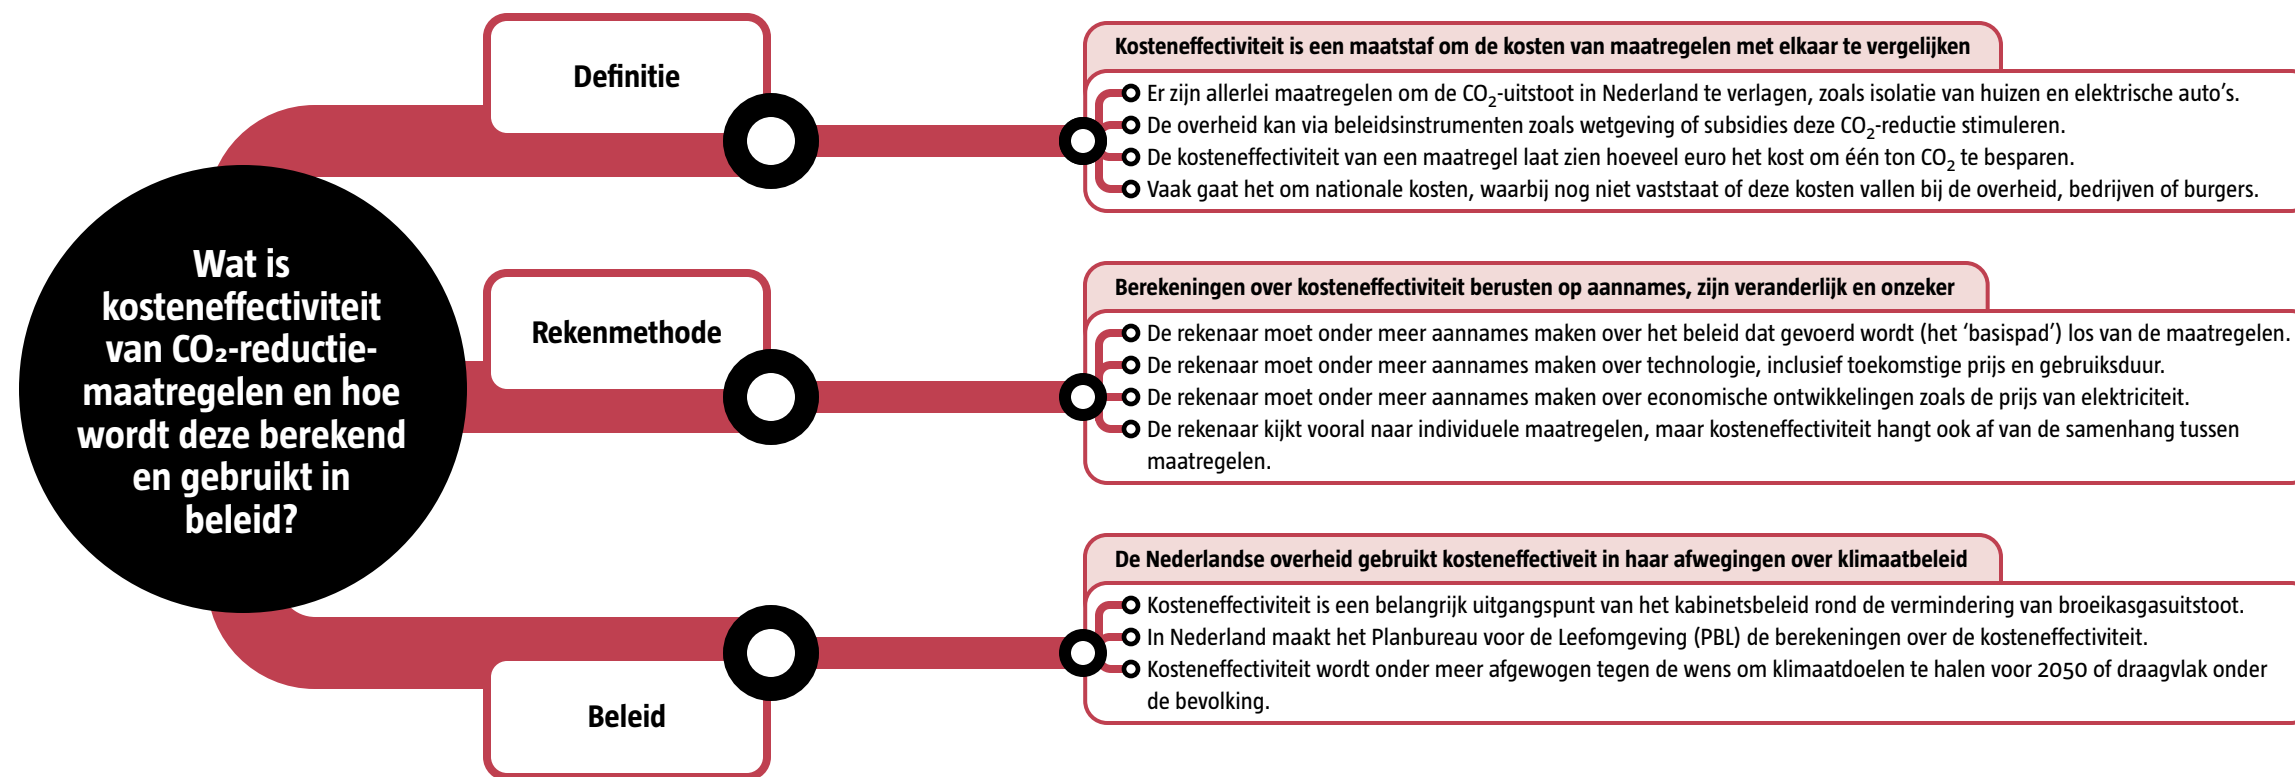 Wat is
kosteneffectiviteit
van CO₂-reductie-
maatregelen en hoe
wordt deze berekend
en gebruikt in
beleid?
Definitie
Kosteneffectiviteit is een maatstaf om de kosten van maatregelen met elkaar te vergelijken
Er zijn allerlei maatregelen om de CO₂-uitstoot in Nederland te verlagen, zoals isolatie van huizen en elektrische auto’s.
De overheid kan via beleidsinstrumenten zoals wetgeving of subsidies deze CO₂-reductie stimuleren.
De kosteneffectiviteit van een maatregel laat zien hoeveel euro het kost om één ton CO₂ te besparen.
Vaak gaat het om nationale kosten, waarbij nog niet vaststaat of deze kosten vallen bij de overheid, bedrijven of burgers.
Rekenmethode
Berekeningen over kosteneffectiviteit berusten op aannames, zijn veranderlijk en onzeker
De rekenaar moet onder meer aannames maken over het beleid dat gevoerd wordt (het ‘basispad’) los van de maatregelen.
De rekenaar moet onder meer aannames maken over technologie, inclusief toekomstige prijs en gebruiksduur.
De rekenaar moet onder meer aannames maken over economische ontwikkelingen zoals de prijs van elektriciteit.
De rekenaar kijkt vooral naar individuele maatregelen, maar kosteneffectiviteit hangt ook af van de samenhang tussen
maatregelen.
Beleid
De Nederlandse overheid gebruikt kosteneffectiveit in haar afwegingen over klimaatbeleid
Kosteneffectiviteit is een belangrijk uitgangspunt van het kabinetsbeleid rond de vermindering van broeikasgasuitstoot.
In Nederland maakt het Planbureau voor de Leefomgeving (PBL) de berekeningen over de kosteneffectiviteit.
Kosteneffectiviteit wordt onder meer afgewogen tegen de wens om klimaatdoelen te halen voor 2050 of draagvlak onder
de bevolking.